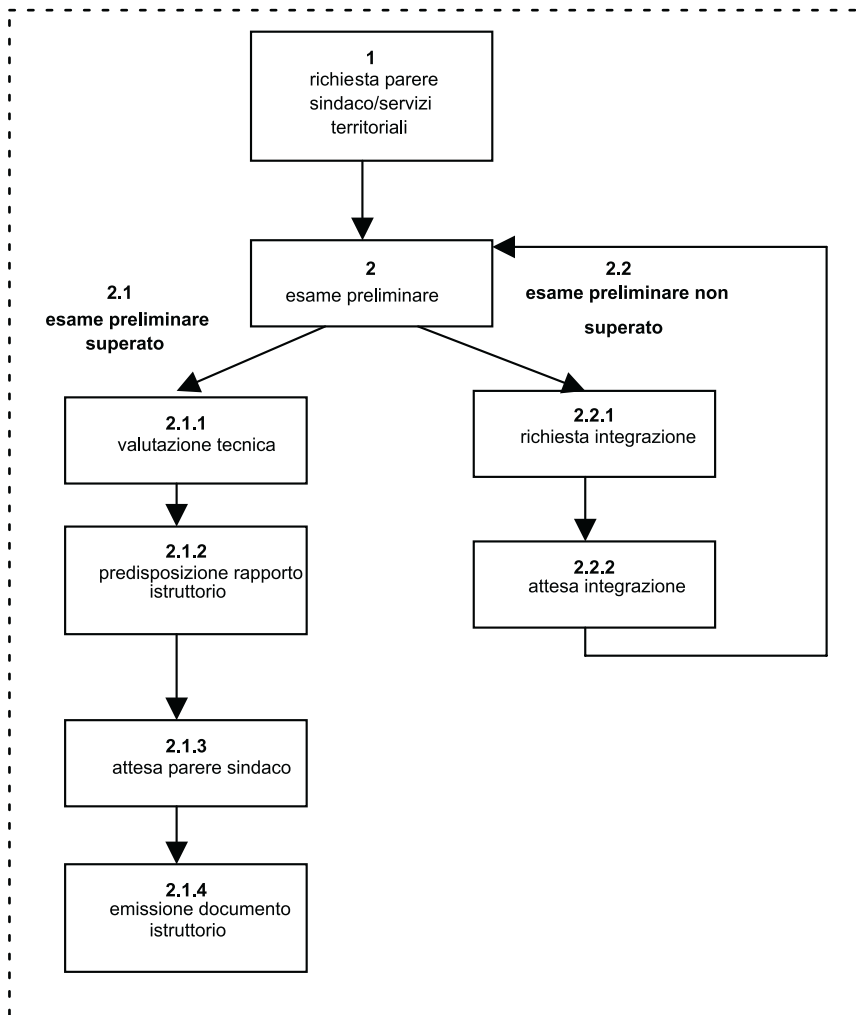 1
richiesta parere
sindaco/servizi
territoriali
2
esame preliminare
2.1
esame preliminare
superato
2.2
esame preliminare non
superato
2.1.1
valutazione tecnica
2.2.1
richiesta integrazione
2.1.2
predisposizione rapporto
istruttorio
2.2.2
attesa integrazione
2.1.3
attesa parere sindaco
2.1.4
emissione documento
istruttorio